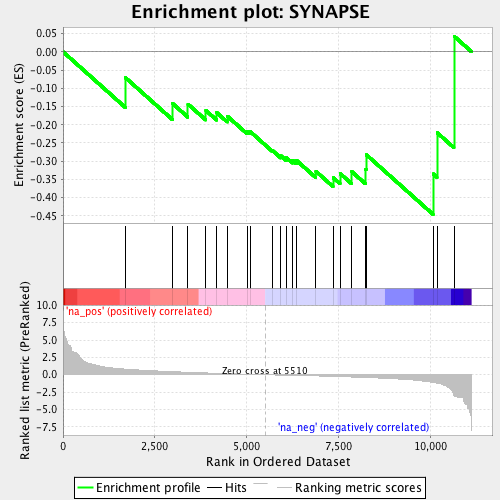 Enrichment plot: SYNAPSE
Enrichment score (ES)
0.05
0.00
-0.05
-0.10
-0.15
-0.20
-0.25
-0.30
-0.35
-0.40
-0.45
Ranked list metric (PreRanked)
10.0
7.5
5.0
2.5
0.0
-2.5
-5.0
-7.5
'na_pos' (positively correlated)
Zero cross at 5510
'na_neg' (negatively correlated)
0
2,500
5,000
7,500
10,000
Rank in Ordered Dataset
Enrichment profile
Hits
Ranking metric scores